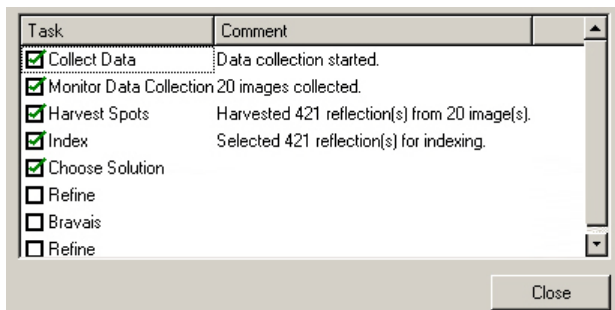 Task Comment
Collect Data Data collection started.
Monitor Data Collection 20 images collected.
Harvest Spots Harvested 421 reflection(s) from 20 image(s).
Index Selected 421 reflection(s) for indexing.
Choose Solution
Refine
Bravais
Refine
Close